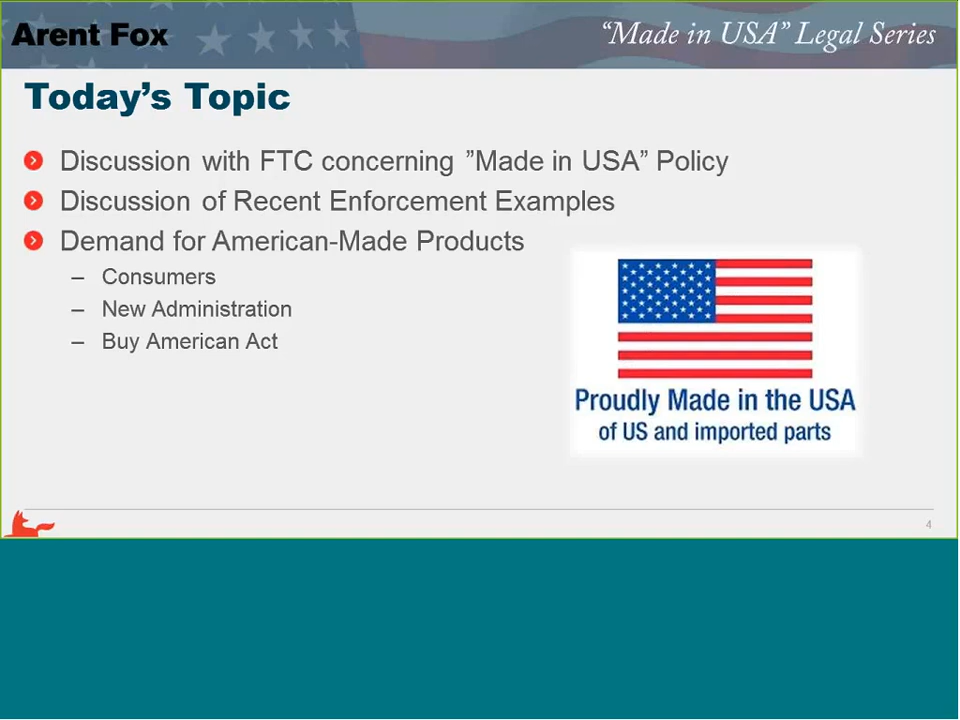 Arent Fox
“Made in USA” Legal Series
Today’s Topic
Discussion with FTC concerning ”Made in USA” Policy
Discussion of Recent Enforcement Examples
Demand for American-Made Products
– Consumers
– New Administration
– Buy American Act
Proudly Made in the USA
of US and imported parts
4